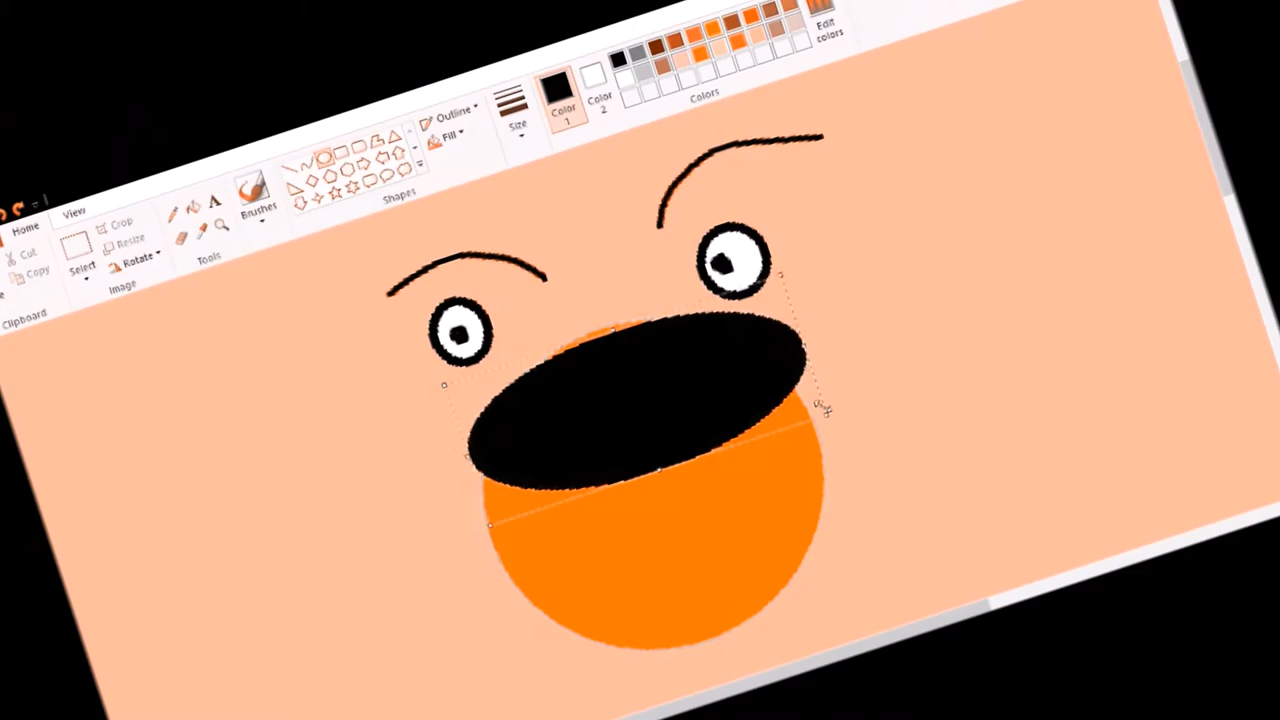 Home
View
Cut
Copy
Clipboard
Select
Crop
Resize
Rotate
Image
Tools
A
Brushes
Shapes
Outline
Fill
Size
Color
1
Color
2
Colors
Edit
colors